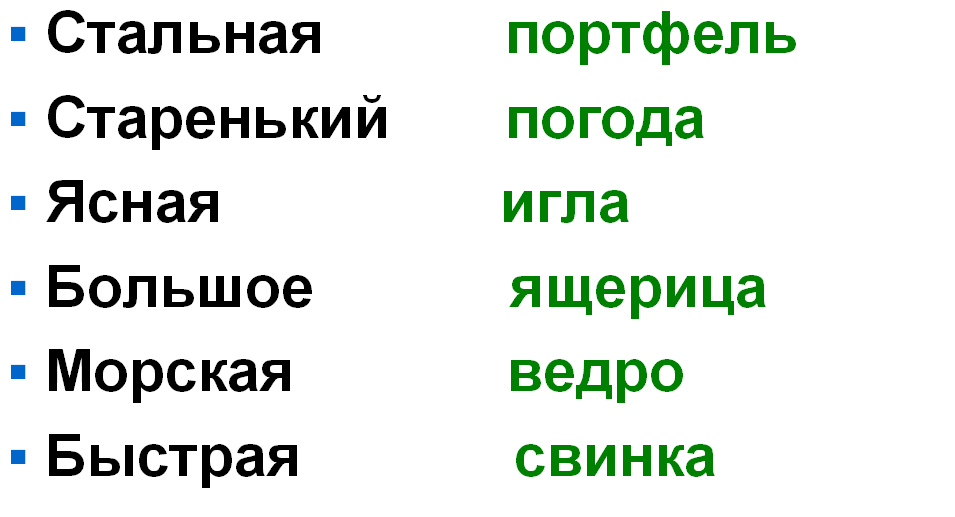 ▪ Стальная портфель
▪ Старенький погода
▪ Ясная игла
▪ Большое ящерица
▪ Морская ведро
▪ Быстрая свинка